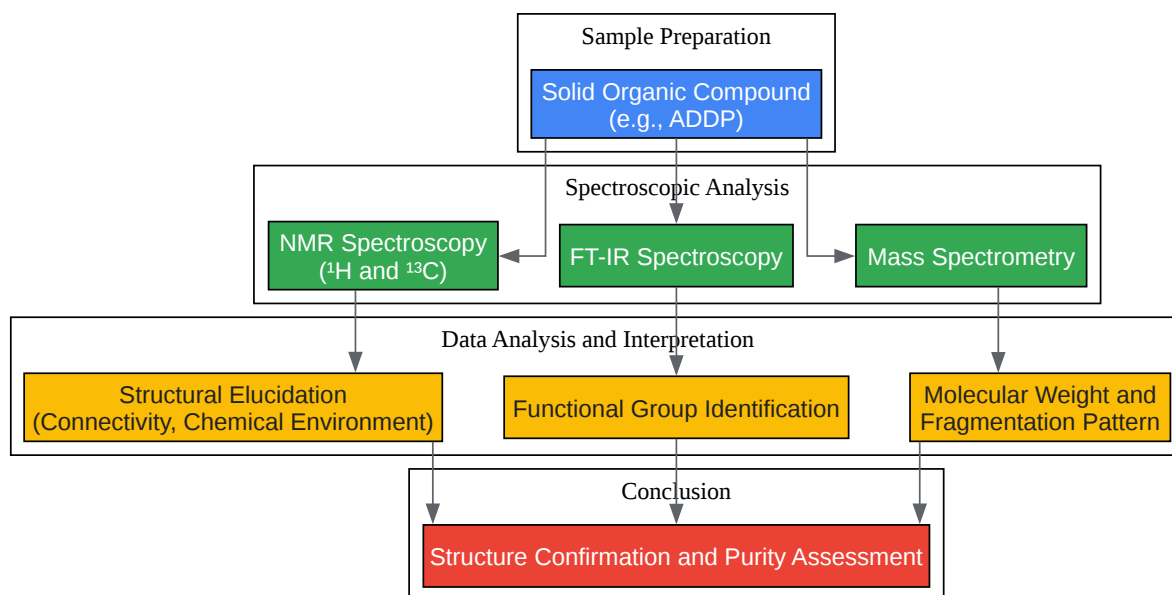 Sample Preparation
Solid Organic Compound
(e.g., ADDP)
Spectroscopic Analysis
NMR Spectroscopy
(¹H and ¹³C)
FT-IR Spectroscopy
Mass Spectrometry
Data Analysis and Interpretation
Structural Elucidation
(Connectivity, Chemical Environment)
Functional Group Identification
Molecular Weight and
Fragmentation Pattern
Conclusion
Structure Confirmation and Purity Assessment